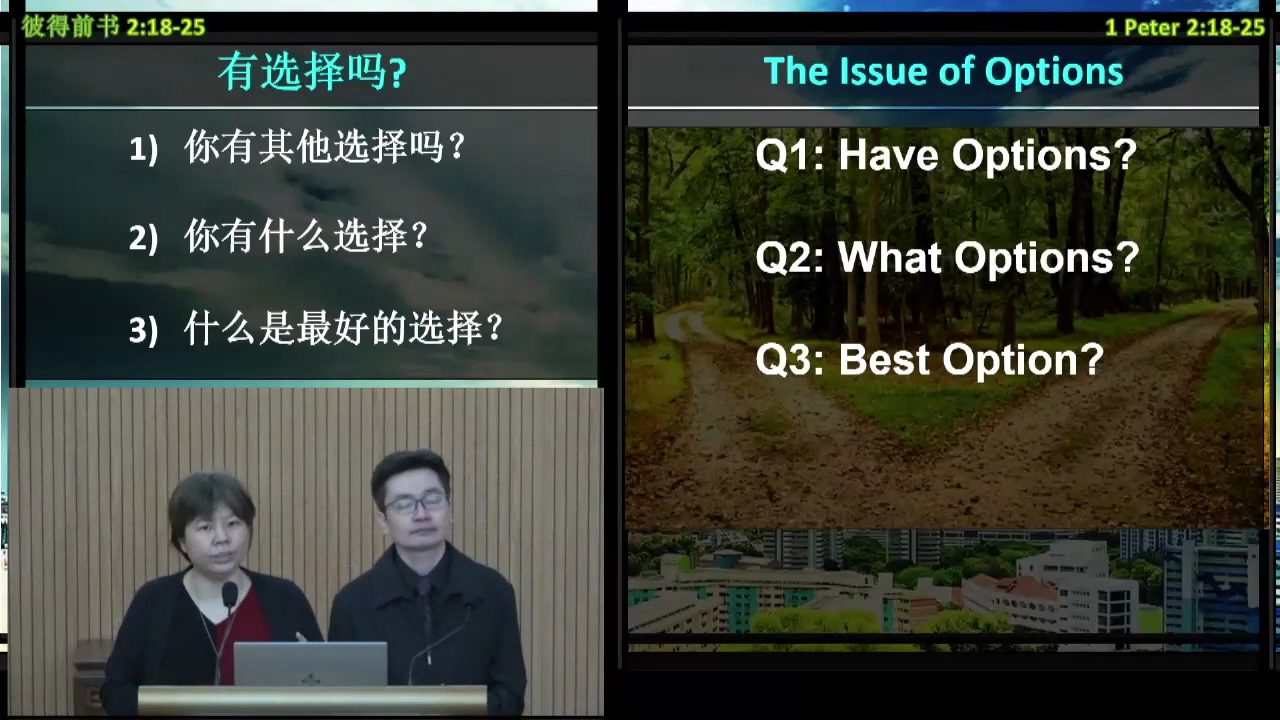 彼得前书 2:18-25
有选择吗?
1) 你有其他选择吗?
2) 你有什么选择?
3) 什么是最好的选择?
1 Peter 2:18-25
The Issue of Options
Q1: Have Options?
Q2: What Options?
Q3: Best Option?